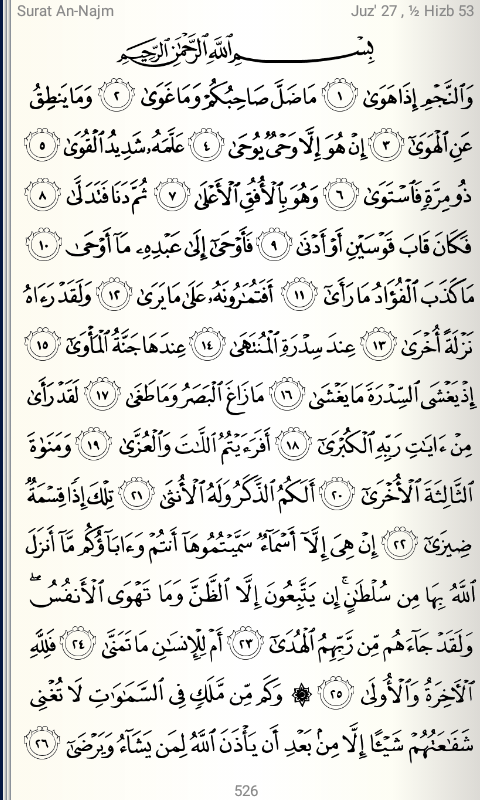 Surat An-Najm
Juz' 27 , ½ Hizb 53
بِسْمِ ٱللَّهِ ٱلرَّحْمَٰنِ ٱلرَّحِيمِ
وَٱلنَّجْمِ إِذَا هَوَىٰ ١ مَا ضَلَّ صَاحِبُكُمْ وَمَا غَوَىٰ ٢ وَمَا يَنطِقُ
عَنِ ٱلْهَوَىٰٓ ٣ إِنْ هُوَ إِلَّا وَحْىٌ يُوحَىٰ ٤ عَلَّمَهُۥ شَدِيدُ ٱلْقُوَىٰ ٥
ذُو مِرَّةٍ فَٱسْتَوَىٰ ٦ وَهُوَ بِٱلْأُفُقِ ٱلْأَعْلَىٰ ٧ ثُمَّ دَنَا فَتَدَلَّىٰ ٨
فَكَانَ قَابَ قَوْسَيْنِ أَوْ أَدْنَىٰ ٩ فَأَوْحَىٰٓ إِلَىٰ عَبْدِهِۦ مَآ أَوْحَىٰ ١٠
مَا كَذَبَ ٱلْفُؤَادُ مَا رَأَىٰٓ ١١ أَفَتُمَٰرُونَهُۥ عَلَىٰ مَا يَرَىٰ ١٢ وَلَقَدْ رَءَاهُ
نَزْلَةً أُخْرَىٰ ١٣ عِندَ سِدْرَةِ ٱلْمُنتَهَىٰ ١٤ عِندَهَا جَنَّةُ ٱلْمَأْوَىٰٓ ١٥
إِذْ يَغْشَى ٱلسِّدْرَةَ مَا يَغْشَىٰ ١٦ مَا زَاغَ ٱلْبَصَرُ وَمَا طَغَىٰ ١٧ لَقَدْ رَأَىٰ
مِنْ ءَايَٰتِ رَبِّهِ ٱلْكُبْرَىٰٓ ١٨ أَفَرَءَيْتُمُ ٱللَّٰتَ وَٱلْعُزَّىٰ ١٩ وَمَنَوٰةَ
ٱلثَّالِثَةَ ٱلْأُخْرَىٰٓ ٢٠ أَلَكُمُ ٱلذَّكَرُ وَلَهُ ٱلْأُنثَىٰ ٢١ تِلْكَ إِذًا قِسْمَةٌ
ضِيزَىٰٓ ٢٢ إِنْ هِىَ إِلَّآ أَسْمَآءٌ سَمَّيْتُمُوهَآ أَنتُمْ وَءَابَآؤُكُم مَّآ أَنزَلَ
ٱللَّهُ بِهَا مِن سُلْطَٰنٍ ۚ إِن يَتَّبِعُونَ إِلَّا ٱلظَّنَّ وَمَا تَهْوَى ٱلْأَنفُسُ ۖ
وَلَقَدْ جَآءَهُم مِّن رَّبِّهِمُ ٱلْهُدَىٰٓ ٢٣ أَمْ لِلْإِنسَٰنِ مَا تَمَنَّىٰ ٢٤ فَلِلَّهِ
ٱلْءَاخِرَةُ وَٱلْأُولَىٰ ٢٥ ۞ وَكَم مِّن مَّلَكٍ فِى ٱلسَّمَٰوَٰتِ لَا تُغْنِى
شَفَٰعَتُهُمْ شَيْـًٔا إِلَّا مِنۢ بَعْدِ أَن يَأْذَنَ ٱللَّهُ لِمَن يَشَآءُ وَيَرْضَىٰٓ ٢٦
526